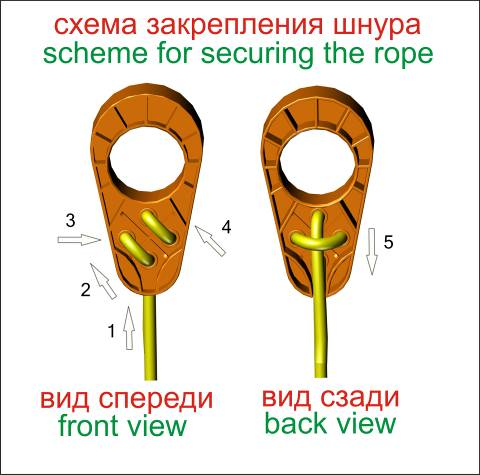 схема закрепления шнура
scheme for securing the rope
3
4
5
2
1
вид спереди
front view
вид сзади
back view